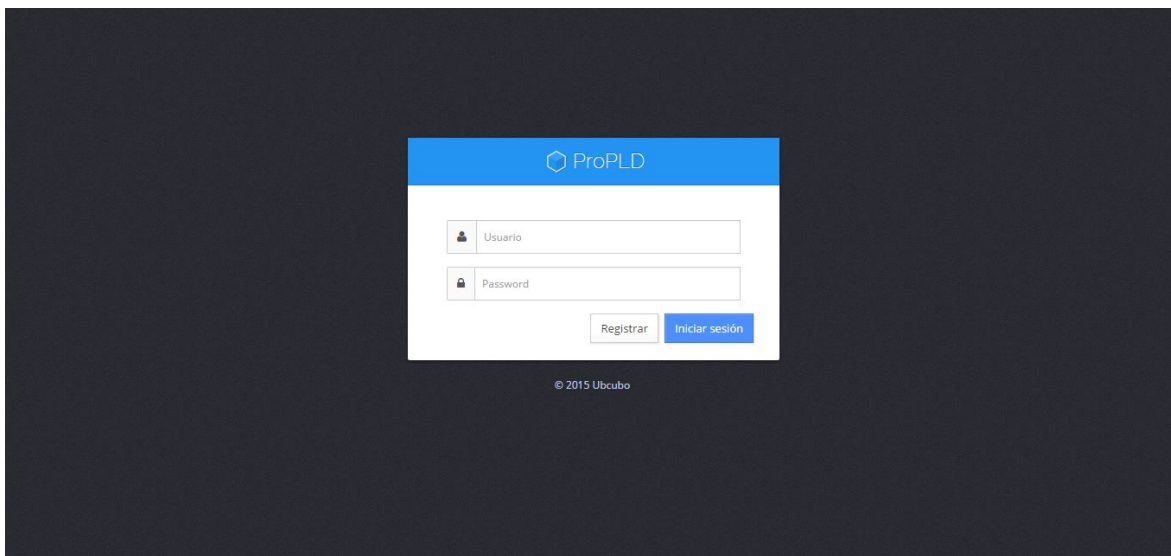 ProPLD
Usuario
Password
Registrar Iniciar sesión
© 2015 Ubcubo